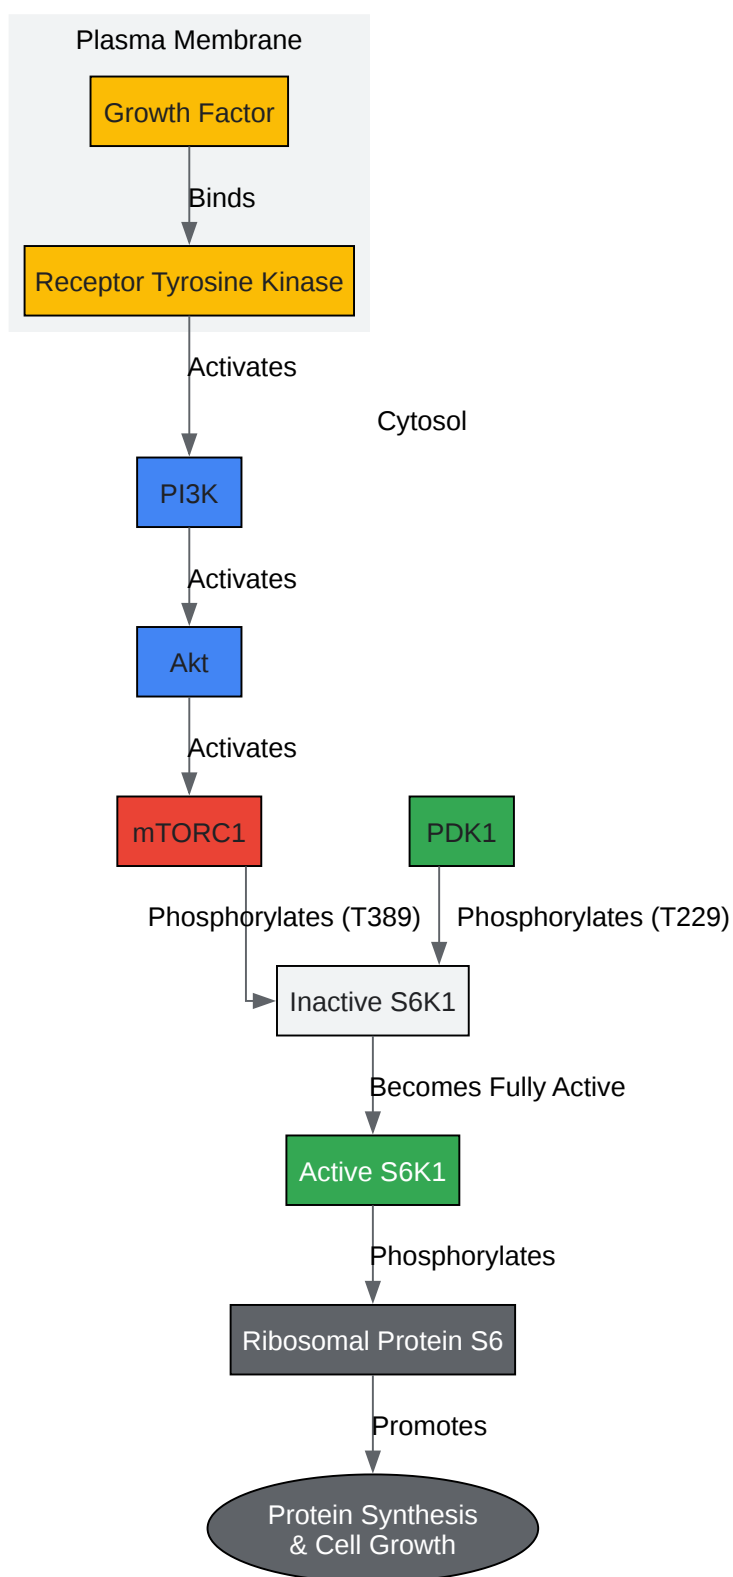 Plasma Membrane
Growth Factor
Binds
Receptor Tyrosine Kinase
Activates
Cytosol
PI3K
Activates
Akt
Activates
mTORC1
PDK1
Phosphorylates (T389)
Phosphorylates (T229)
Inactive S6K1
Becomes Fully Active
Active S6K1
Phosphorylates
Ribosomal Protein S6
Promotes
Protein Synthesis
& Cell Growth